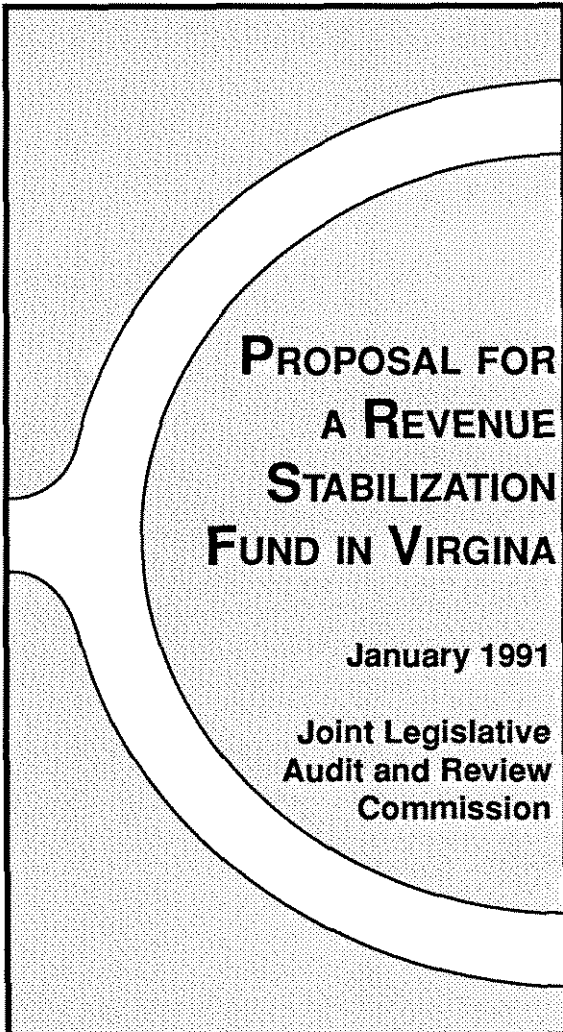 PROPOSAL FOR
A REVENUE
STABILIZATION
FUND IN VIRGINA
January 1991
Joint Legislative
Audit and Review
Commission